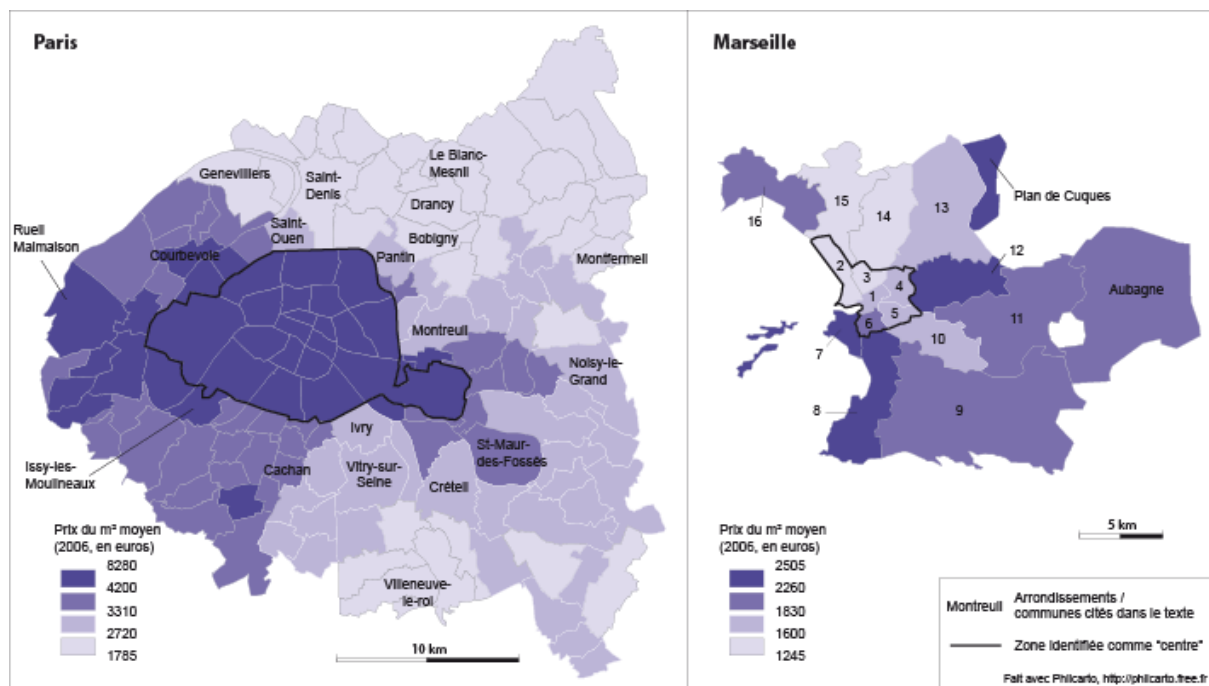 Paris
Genevilliers
Saint-
Denis
Le Blanc-
Mesnil
Drancy
Saint-
Ouen
Bobigny
Rueil
Malmaison
Courbevoie
Pantin
Montfermeil
Montreuil
Noisy-le-
Grand
Ivry
St-Maur-
des-Fossés
Issy-les-
Moulineaux
Cachan
Vitry-sur-
Seine
Créteil
Villeneuve-
le-roi
Prix du m² moyen
(2006, en euros)
8280
4200
3310
2720
1785
10 km
Marseille
Plan de Cuques
16
15
14
13
12
2
3
4
1
5
6
7
Aubagne
11
10
8
9
5 km
Prix du m² moyen
(2006, en euros)
2505
2260
1830
1600
1245
Montreuil
Arrondissements /
communes cités dans le texte
Zone identifiée comme "centre"
Fait avec Philcarto, http://philcarto.free.fr